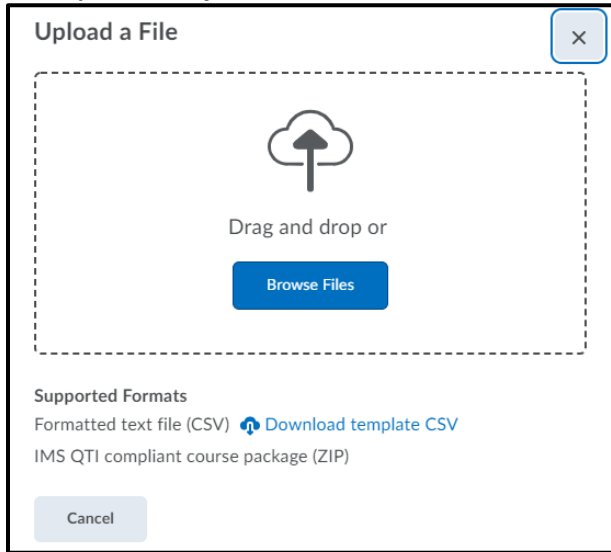 Upload a File
Drag and drop or
Browse Files
Supported Formats
Formatted text file (CSV) Download template CSV
IMS QTI compliant course package (ZIP)
Cancel